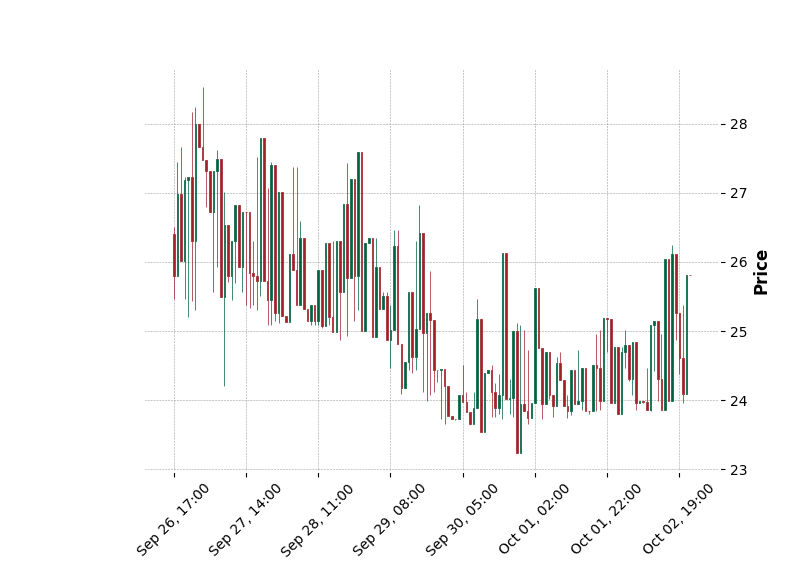 28
27
26
25
24
23
Price
Sep 26, 17:00
Sep 27, 14:00
Sep 28, 11:00
Sep 29, 08:00
Sep 30, 05:00
Oct 01, 02:00
Oct 01, 22:00
Oct 02, 19:00